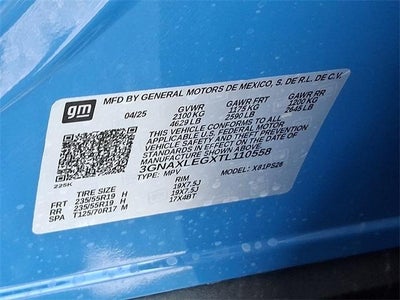 gm
MFD BY GENERAL MOTORS DE MEXICO, S. DE R.L. DE C.V.
04/25 GVWR GAWR FRT GAWR RR
2100 KG 1175 KG 1200 KG
4629 LB 2590 LB 2645 LB
THIS VEHICLE CONFORMS TO ALL
APPLICABLE U.S. FEDERAL MOTOR
VEHICLE SAFETY AND THEFT PREVENTION
STANDARDS IN EFFECT ON THE DATE OF
MANUFACTURE SHOWN ABOVE.
3GNAXLEGXTL110558
TYPE: MPV MODEL: X81PS26
225K
TIRE SIZE RIM
FRT 235/55R19 H 19X7.5J
RR 235/55R19 H 19X7.5J
SPA T125/70R17 M 17X4BT